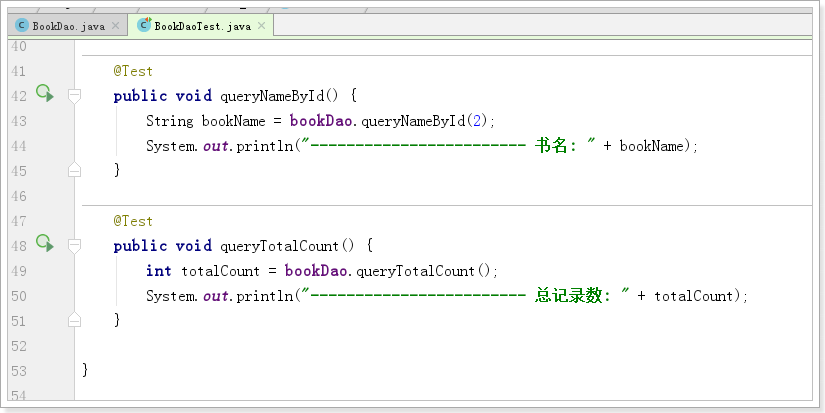 BookDao.java × BookDaoTest.java ×
40
41 @Test
42 public void queryNameById() {
43 String bookName = bookDao.queryNameById(2);
44 System.out.println("------------------------ 书名: " + bookName);
45 }
46
47 @Test
48 public void queryTotalCount() {
49 int totalCount = bookDao.queryTotalCount();
50 System.out.println("------------------------ 总记录数: " + totalCount);
51 }
52
53 }
54